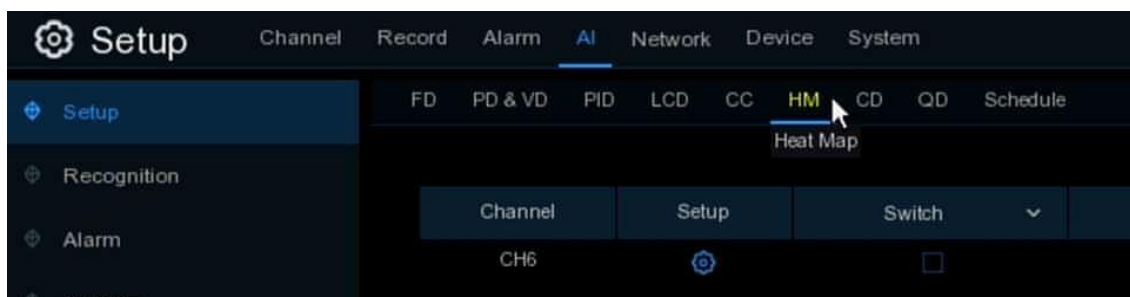 Setup Channel Record Alarm AI Network Device System
Setup FD PD & VD PID LCD CC HM CD QD Schedule
Heat Map
Recognition
Channel Setup Switch
Alarm
CH6